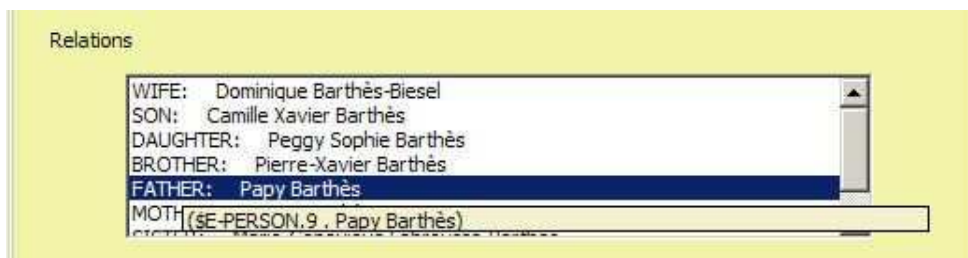 Relations
WIFE: Dominique Barthès-Biesel
SON: Camille Xavier Barthès
DAUGHTER: Peggy Sophie Barthès
BROTHER: Pierre-Xavier Barthès
FATHER: Papy Barthès
MOTH
($E-PERSON.9 . Papy Barthès)